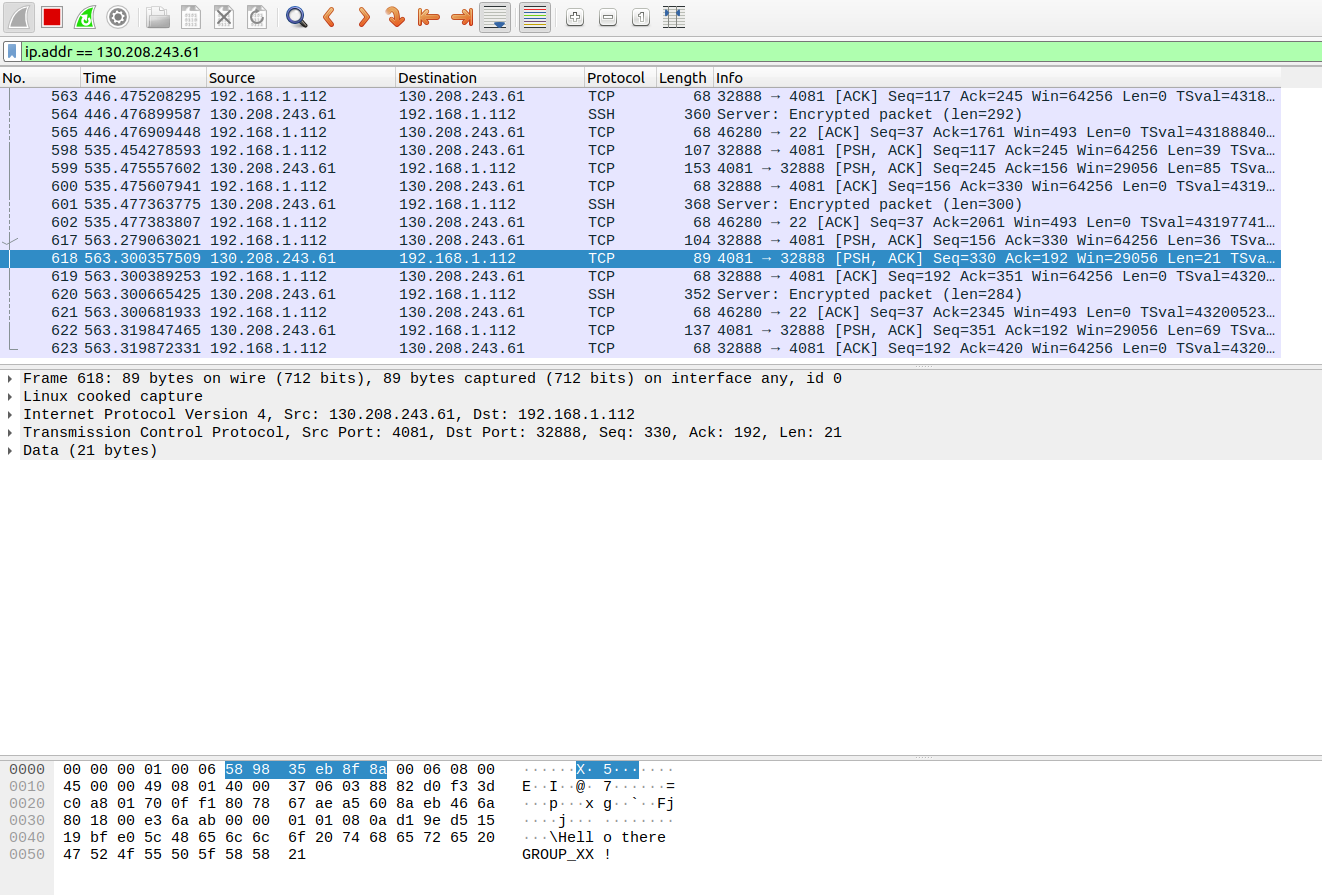 ip.addr == 130.208.243.61
No. Time Source Destination Protocol Length Info
563 446.475208295 192.168.1.112 130.208.243.61 TCP 68 32888 → 4081 [ACK] Seq=117 Ack=245 Win=64256 Len=0 TSval=4318…
564 446.476899587 130.208.243.61 192.168.1.112 SSH 360 Server: Encrypted packet (len=292)
565 446.476909448 192.168.1.112 130.208.243.61 TCP 68 46280 → 22 [ACK] Seq=37 Ack=1761 Win=493 Len=0 TSval=43188840…
598 535.454278593 192.168.1.112 130.208.243.61 TCP 107 32888 → 4081 [PSH, ACK] Seq=117 Ack=245 Win=64256 Len=39 TSva…
599 535.475557602 130.208.243.61 192.168.1.112 TCP 153 4081 → 32888 [PSH, ACK] Seq=245 Ack=156 Win=29056 Len=85 TSva…
600 535.475607941 192.168.1.112 130.208.243.61 TCP 68 32888 → 4081 [ACK] Seq=156 Ack=330 Win=64256 Len=0 TSval=4319…
601 535.477363775 130.208.243.61 192.168.1.112 SSH 368 Server: Encrypted packet (len=300)
602 535.477383807 192.168.1.112 130.208.243.61 TCP 68 46280 → 22 [ACK] Seq=37 Ack=2061 Win=493 Len=0 TSval=43197741…
617 563.279063021 192.168.1.112 130.208.243.61 TCP 104 32888 → 4081 [PSH, ACK] Seq=156 Ack=330 Win=64256 Len=36 TSva…
618 563.300357509 130.208.243.61 192.168.1.112 TCP 89 4081 → 32888 [PSH, ACK] Seq=330 Ack=192 Win=29056 Len=21 TSva…
619 563.300389253 192.168.1.112 130.208.243.61 TCP 68 32888 → 4081 [ACK] Seq=192 Ack=351 Win=64256 Len=0 TSval=4320…
620 563.300665425 130.208.243.61 192.168.1.112 SSH 352 Server: Encrypted packet (len=284)
621 563.300681933 192.168.1.112 130.208.243.61 TCP 68 46280 → 22 [ACK] Seq=37 Ack=2345 Win=493 Len=0 TSval=43200523…
622 563.319847465 130.208.243.61 192.168.1.112 TCP 137 4081 → 32888 [PSH, ACK] Seq=351 Ack=192 Win=29056 Len=69 TSva…
623 563.319872331 192.168.1.112 130.208.243.61 TCP 68 32888 → 4081 [ACK] Seq=192 Ack=420 Win=64256 Len=0 TSval=4320…
Frame 618: 89 bytes on wire (712 bits), 89 bytes captured (712 bits) on interface any, id 0
Linux cooked capture
Internet Protocol Version 4, Src: 130.208.243.61, Dst: 192.168.1.112
Transmission Control Protocol, Src Port: 4081, Dst Port: 32888, Seq: 330, Ack: 192, Len: 21
Data (21 bytes)
0000 00 00 00 01 00 06 58 98 35 eb 8f 8a 00 06 08 00 ······X· 5·······
0010 45 00 00 49 08 01 40 00 37 06 03 88 82 d0 f3 3d E··I··@· 7······=
0020 c0 a8 01 70 0f f1 80 78 67 ae a5 60 8a eb 46 6a ···p···x g··`··Fj
0030 80 18 00 e3 6a ab 00 00 01 01 08 0a d1 9e d5 15 ····j··· ········
0040 19 bf e0 5c 48 65 6c 6c 6f 20 74 68 65 72 65 20 ···\Hell o there
0050 47 52 4f 55 50 5f 58 58 21 GROUP_XX !